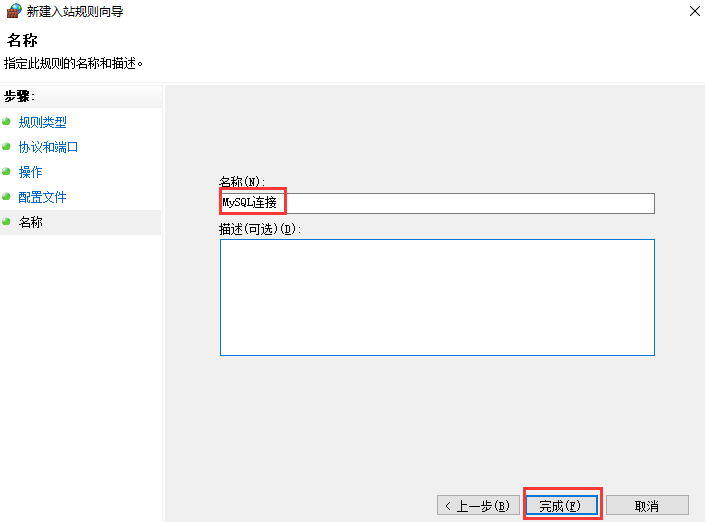 新建入站规则向导
名称
指定此规则的名称和描述。
步骤:
规则类型
协议和端口
操作
配置文件
名称
名称(N):
MySQL连接
描述(可选)(D):
< 上一步(B)
完成(F)
取消